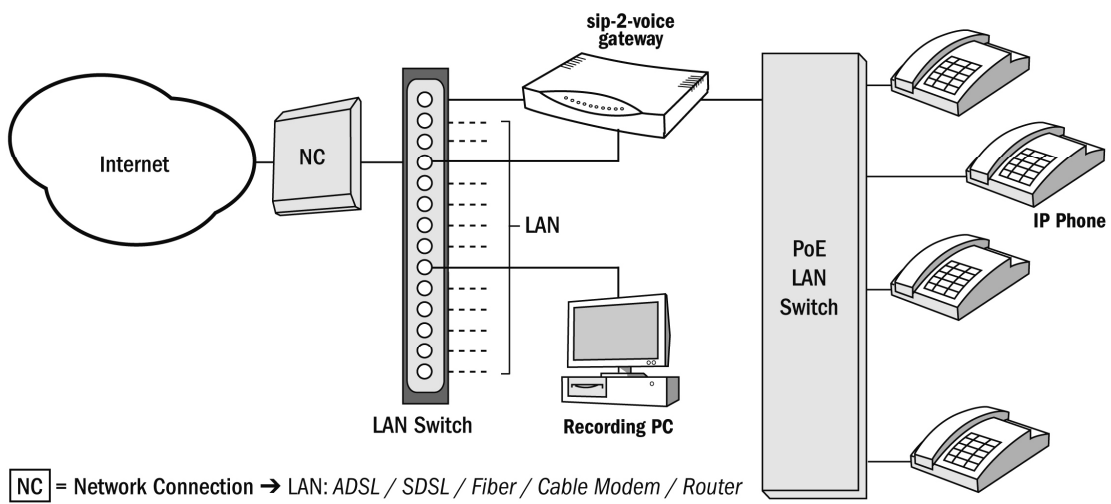 sip-2-voice
gateway
Internet
NC
LAN
IP Phone
PoE
LAN
Switch
LAN Switch
Recording PC
NC = Network Connection ➔ LAN: ADSL / SDSL / Fiber / Cable Modem / Router